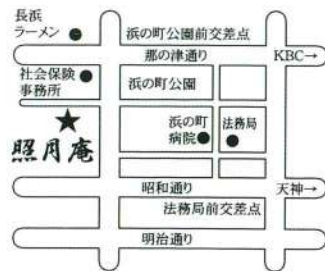 長浜
ラーメン
浜の町公園前交差点
那の津通り
KBC→
社会保険
事務所
浜の町公園
浜の町
病院
法務局
照月庵
昭和通り
天神→
法務局前交差点
明治通り